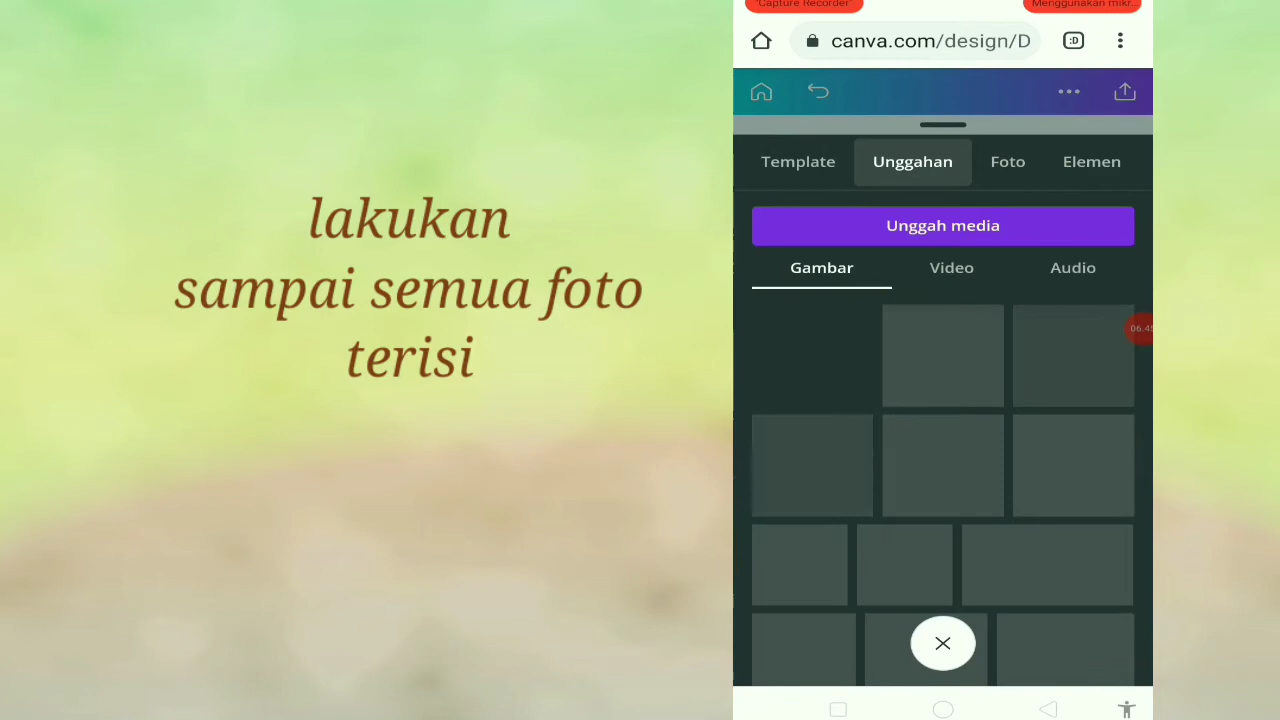 lakukan
sampai semua foto
terisi
"Capture Recorder"
Menggunakan mikr...
canva.com/design/D
:D
Template Unggahan Foto Elemen
Unggah media
Gambar Video Audio